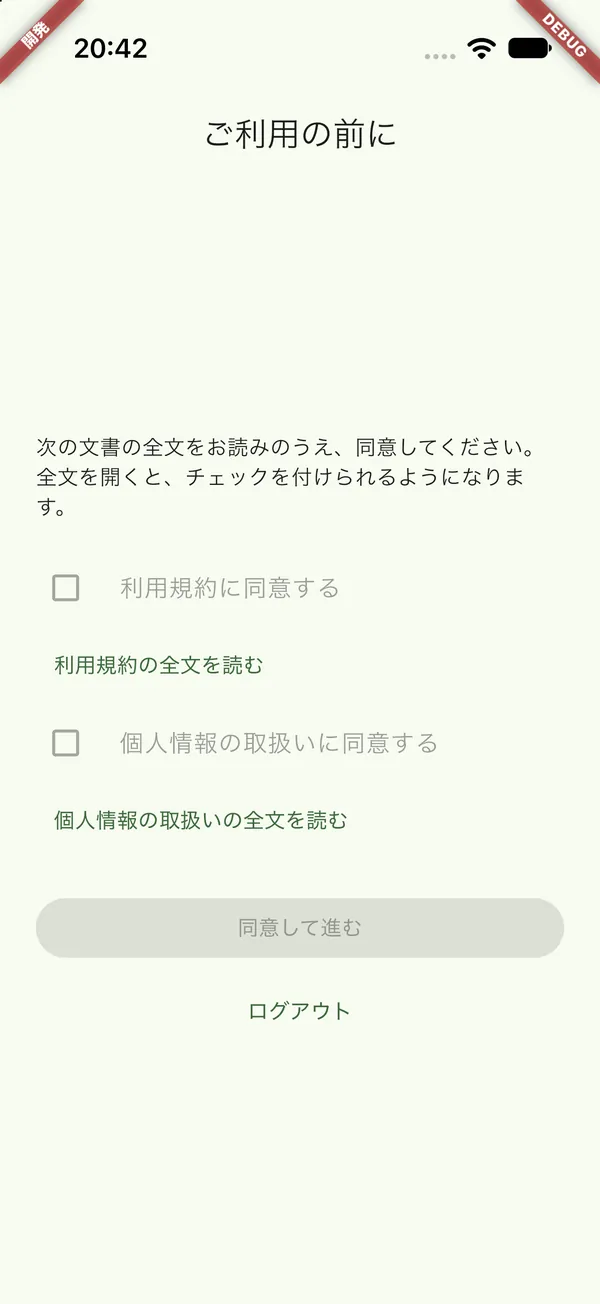 開発
DEBUG
20:42
ご利用の前に
次の文書の全文をお読みのうえ、同意してください。
全文を開くと、チェックを付けられるようになりま
す。
利用規約に同意する
利用規約の全文を読む
個人情報の取扱いに同意する
個人情報の取扱いの全文を読む
同意して進む
ログアウト